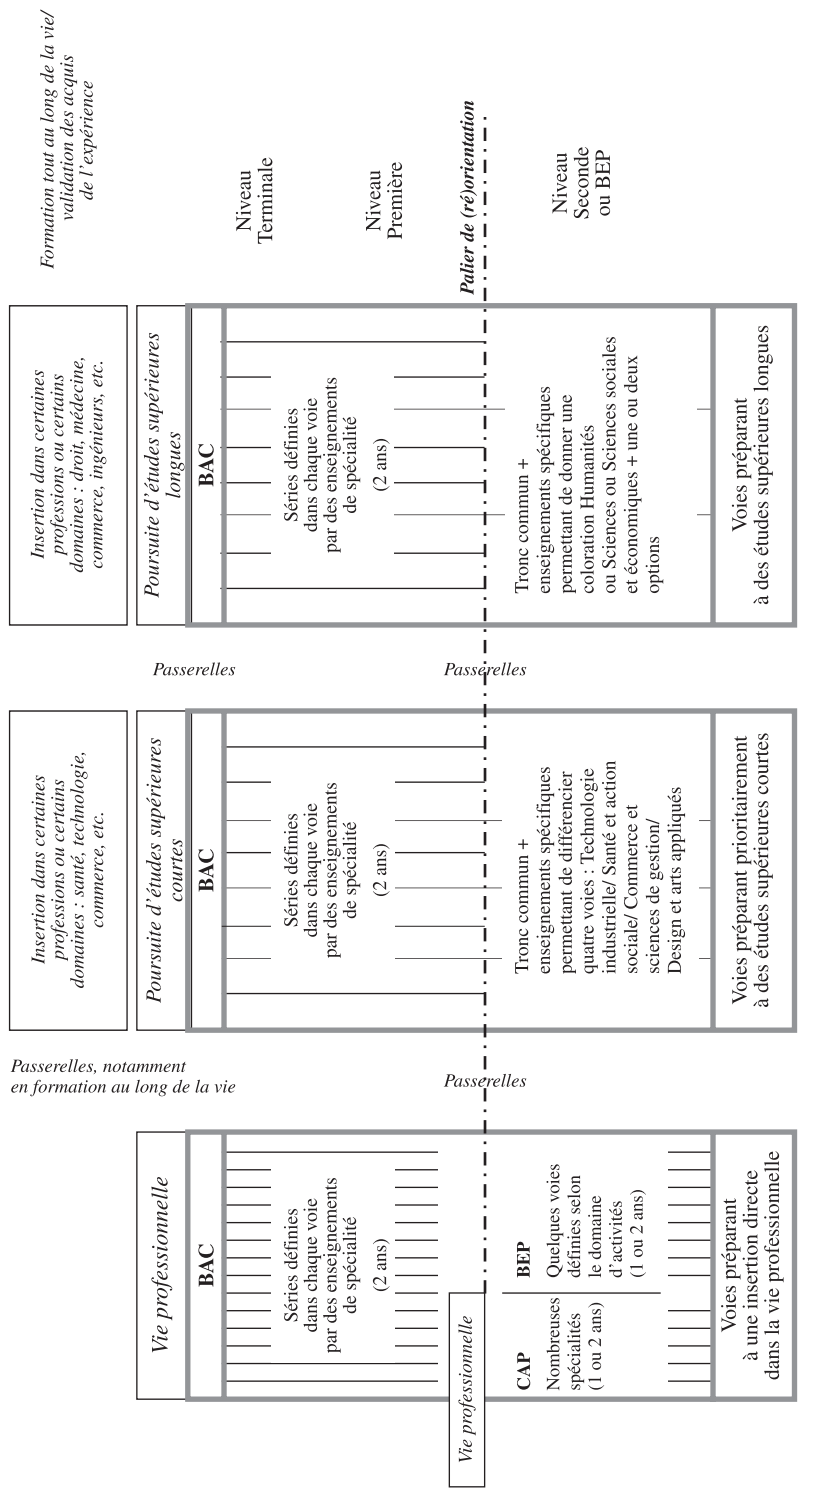 Formation tout au long de la vie/
validation des acquis
de l'expérience
Niveau
Terminale
Niveau
Première
Palier de (ré)orientation
Niveau
Seconde
ou BEP
Insertion dans certaines
professions ou certains
domaines : droit, médecine,
commerce, ingénieurs, etc.
Poursuite d'études supérieures
longues
BAC
Séries définies
dans chaque voie
par des enseignements
de spécialité
(2 ans)
Tronc commun +
enseignements spécifiques
permettant de donner une
coloration Humanités
ou Sciences ou Sciences sociales
et économiques + une ou deux
options
Voies préparant
à des études supérieures longues
Passerelles
Passerelles
Insertion dans certaines
professions ou certains
domaines : santé, technologie,
commerce, etc.
Poursuite d'études supérieures
courtes
BAC
Séries définies
dans chaque voie
par des enseignements
de spécialité
(2 ans)
Tronc commun +
enseignements spécifiques
permettant de différencier
quatre voies : Technologie
industrielle/ Santé et action
sociale/ Commerce et
sciences de gestion/
Design et arts appliqués
Voies préparant prioritairement
à des études supérieures courtes
Passerelles, notamment
en formation au long de la vie
Passerelles
Vie professionnelle
BAC
Séries définies
dans chaque voie
par des enseignements
de spécialité
(2 ans)
Vie professionnelle
CAP
Nombreuses
spécialités
(1 ou 2 ans)
BEP
Quelques voies
définies selon
le domaine
d'activités
(1 ou 2 ans)
Voies préparant
à une insertion directe
dans la vie professionnelle